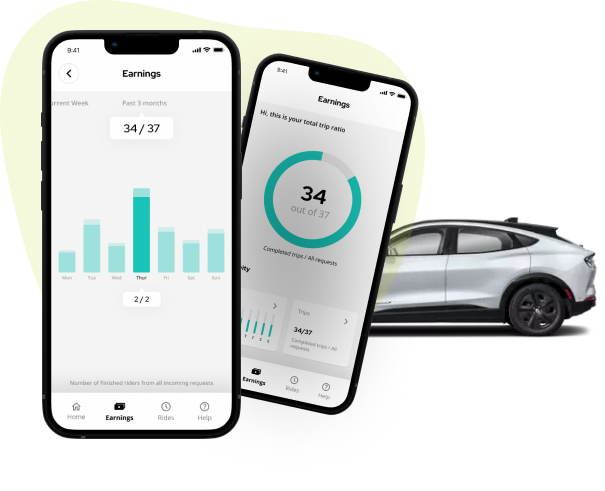 9:41
Earnings
urrent Week
Past 3 months
34 / 37
Mon Tue Wed Thur Fri Sat Sun
2 / 2
Number of Finished riders from all incoming requests
Home Earnings Rides Help
9:41
Earnings
Hi, this is your total trip ratio
34
out of 37
Completed trips / All requests
ity
Trips
34/37
Completed trips / All
requests
Earnings Rides Help